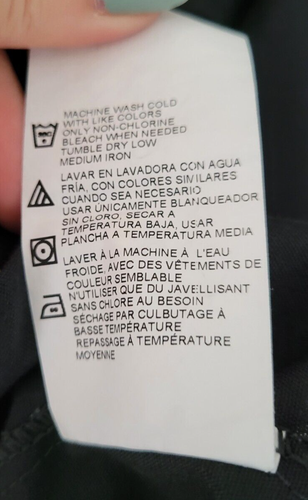 MACHINE WASH COLD
WITH LIKE COLORS
ONLY NON-CHLORINE
BLEACH WHEN NEEDED
TUMBLE DRY LOW
MEDIUM IRON
LAVAR EN LAVADORA CON AGUA
FRÍA, CON COLORES SIMILARES
CUANDO SEA NECESARIO
USAR ÚNICAMENTE BLANQUEADOR
SIN CLORO, SECAR A
TEMPERATURA BAJA, USAR
PLANCHA A TEMPERATURA MEDIA
LAVER À LA MACHINE À L'EAU
FROIDE, AVEC DES VÊTEMENTS DE
COULEUR SEMBLABLE
N'UTILISER QUE DU JAVELLISANT
SANS CHLORE AU BESOIN
SÉCHAGE PAR CULBUTAGE À
BASSE TEMPÉRATURE
REPASSAGE À TEMPÉRATURE
MOYENNE